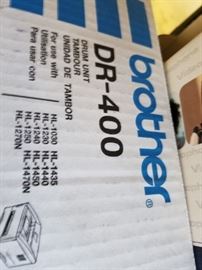 brother®
DR-400
DRUM UNIT
TAMBOUR
UNIDAD DE TAMBOR
For use with
Utilisation
Para usar con
HL-1030 HL-1435
HL-1230 HL-1440
HL-1240 HL-1450
HL-1250 HL-1470N
HL-1270N